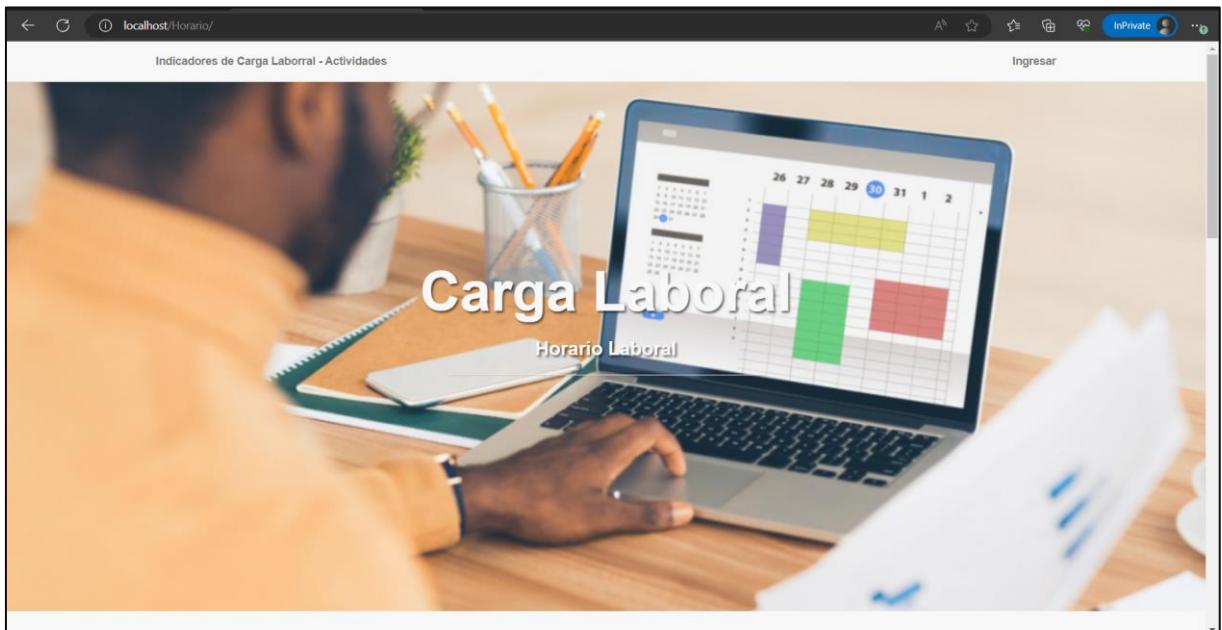 localhost/Horario/
InPrivate
Indicadores de Carga Laborral - Actividades
Ingresar
26 27 28 29 30 31 1 2
Carga Laboral
Horario Laboral